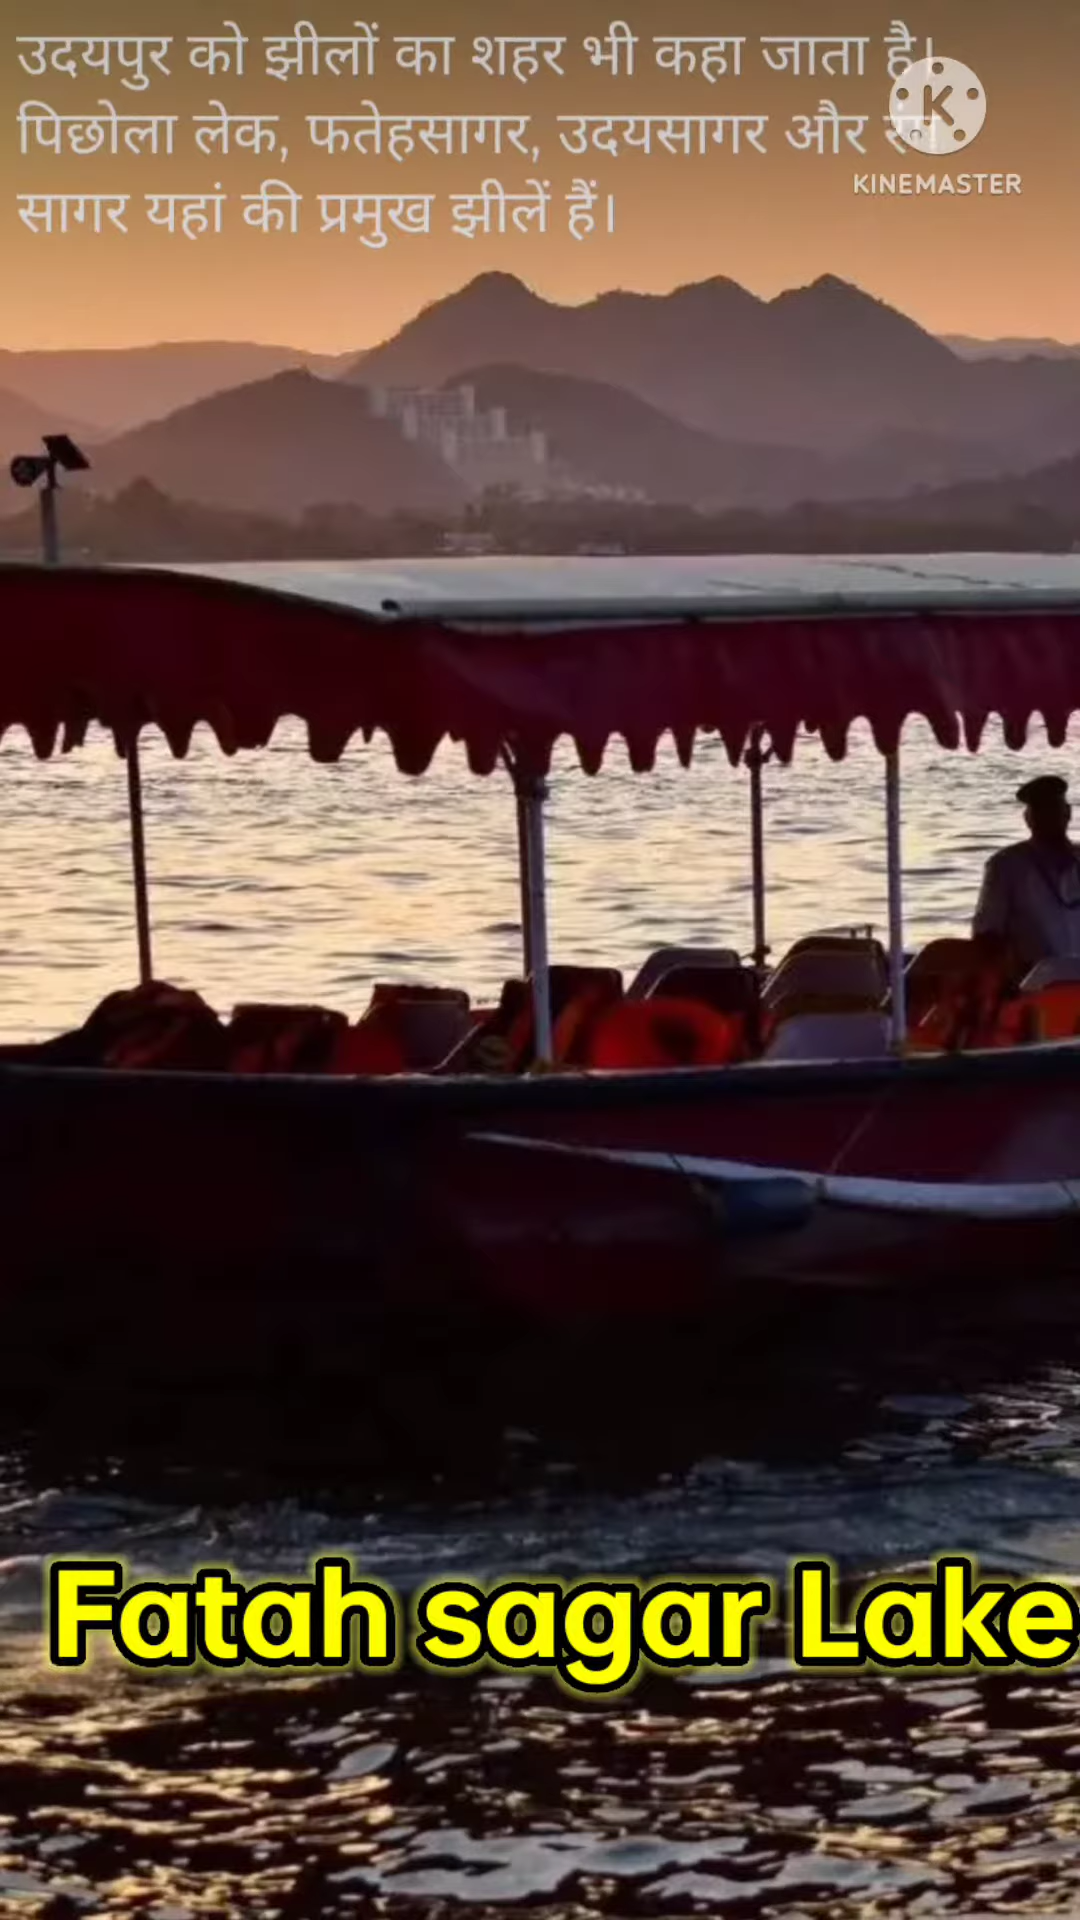 उदयपुर को झीलों का शहर भी कहा जाता है।
पिछोला लेक, फतेहसागर, उदयसागर और
सागर यहां की प्रमुख झीलें हैं।
K
KINEMASTER
Fatah sagar Lake